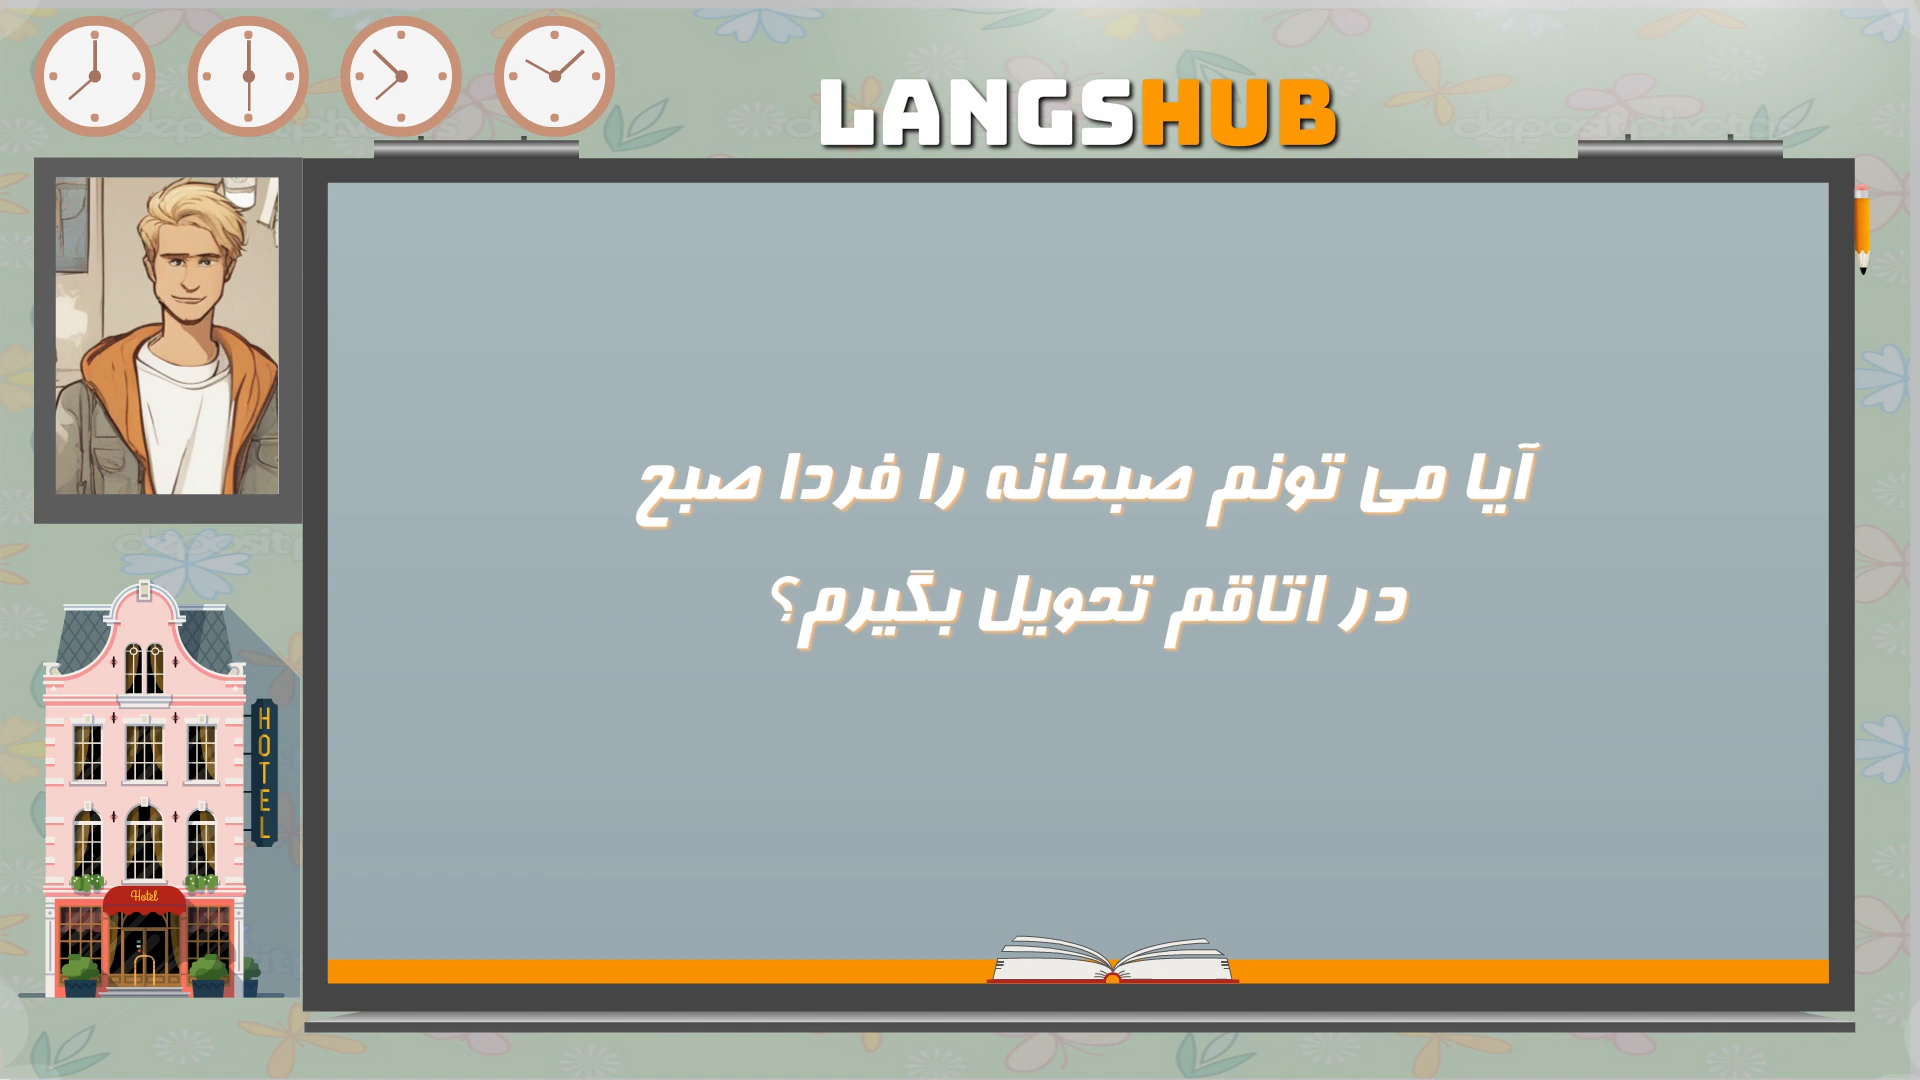 LANGSHUB
آیا می تونم صبحانه را فردا صبح
در اتاقم تحویل بگیرم؟
HOTEL
Hotel